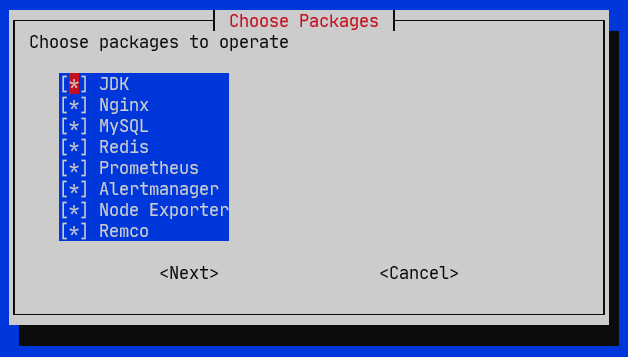 Choose Packages
Choose packages to operate
[*] JDK
[*] Nginx
[*] MySQL
[*] Redis
[*] Prometheus
[*] Alertmanager
[*] Node Exporter
[*] Remco
<Next> <Cancel>